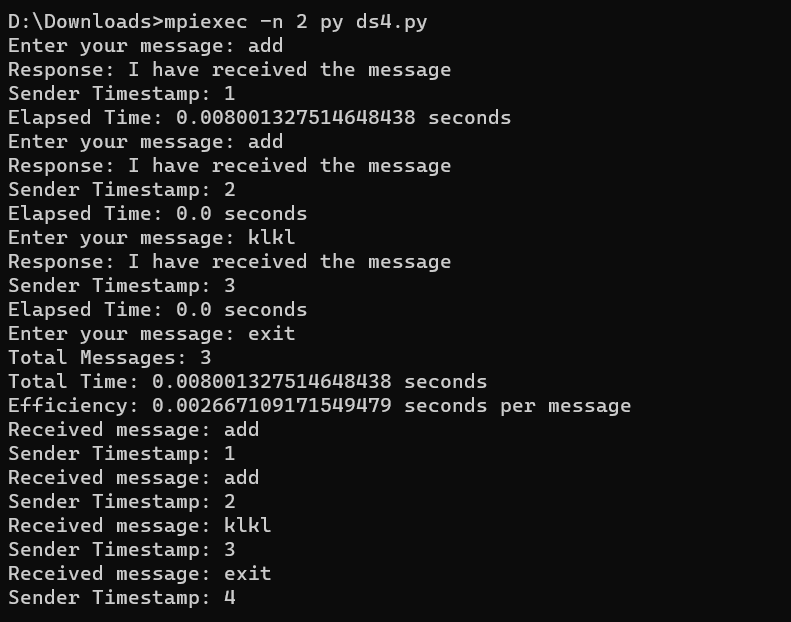 D:\Downloads>mpiexec -n 2 py ds4.py
Enter your message: add
Response: I have received the message
Sender Timestamp: 1
Elapsed Time: 0.008001327514648438 seconds
Enter your message: add
Response: I have received the message
Sender Timestamp: 2
Elapsed Time: 0.0 seconds
Enter your message: klkl
Response: I have received the message
Sender Timestamp: 3
Elapsed Time: 0.0 seconds
Enter your message: exit
Total Messages: 3
Total Time: 0.008001327514648438 seconds
Efficiency: 0.002667109171549479 seconds per message
Received message: add
Sender Timestamp: 1
Received message: add
Sender Timestamp: 2
Received message: klkl
Sender Timestamp: 3
Received message: exit
Sender Timestamp: 4